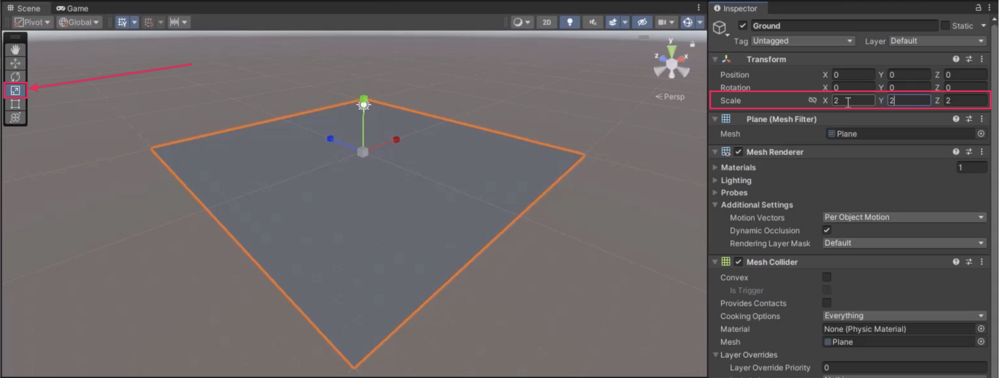 Scene Game
Pivot Global
2D
y
z x
Persp
Inspector
Ground Static
Tag Untagged Layer Default
Transform
Position X 0 Y 0 Z 0
Rotation X 0 Y 0 Z 0
Scale X 2 Y 2 Z 2
Plane (Mesh Filter)
Mesh Plane
Mesh Renderer
Materials 1
Lighting
Probes
Additional Settings
Motion Vectors Per Object Motion
Dynamic Occlusion
Rendering Layer Mask Default
Mesh Collider
Convex
Is Trigger
Provides Contacts
Cooking Options Everything
Material None (Physic Material)
Mesh Plane
Layer Overrides
Layer Override Priority 0